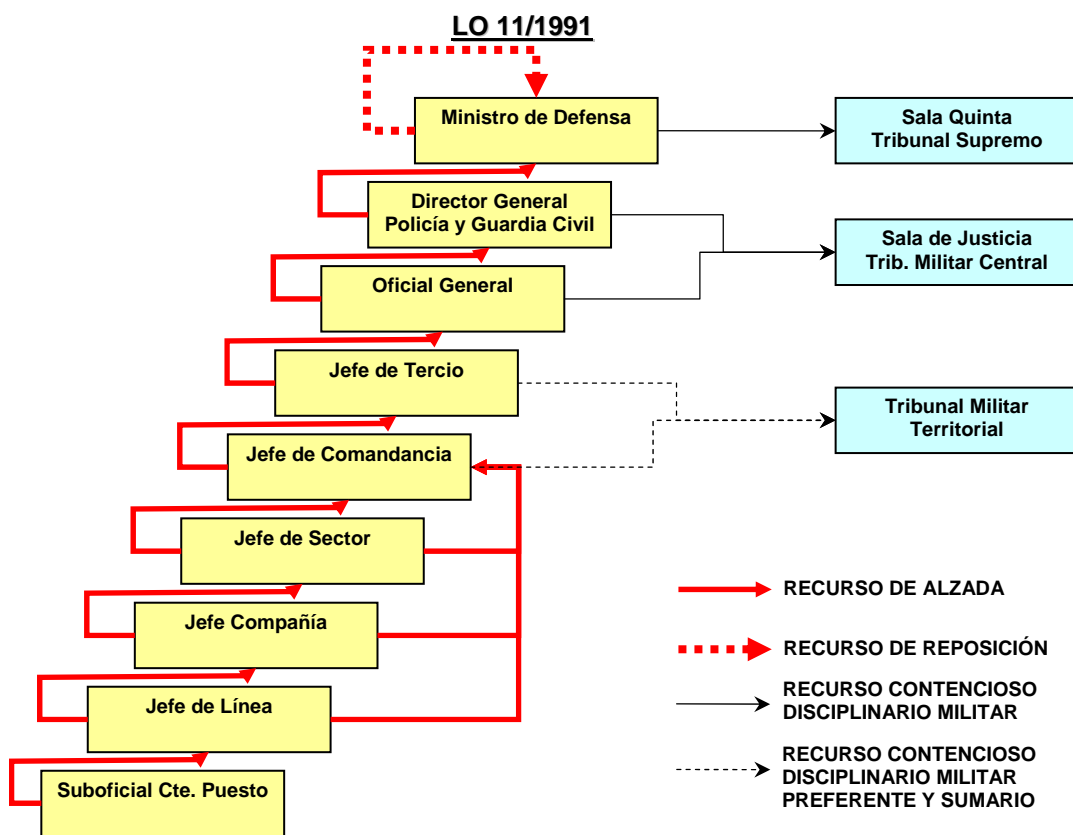 LO 11/1991
Ministro de Defensa
Sala Quinta
Tribunal Supremo
Director General
Policía y Guardia Civil
Sala de Justicia
Trib. Militar Central
Oficial General
Jefe de Tercio
Tribunal Militar
Territorial
Jefe de Comandancia
Jefe de Sector
Jefe Compañía
Jefe de Línea
Suboficial Cte. Puesto
RECURSO DE ALZADA
RECURSO DE REPOSICIÓN
RECURSO CONTENCIOSO
DISCIPLINARIO MILITAR
RECURSO CONTENCIOSO
DISCIPLINARIO MILITAR
PREFERENTE Y SUMARIO